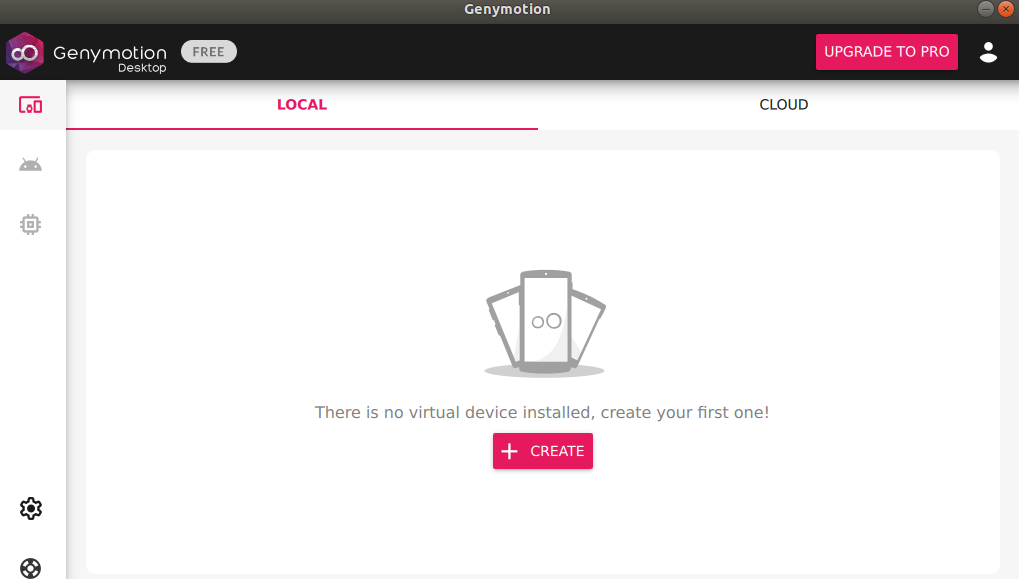 Genymotion
Genymotion
Desktop
FREE
UPGRADE TO PRO
LOCAL
CLOUD
There is no virtual device installed, create your first one!
CREATE